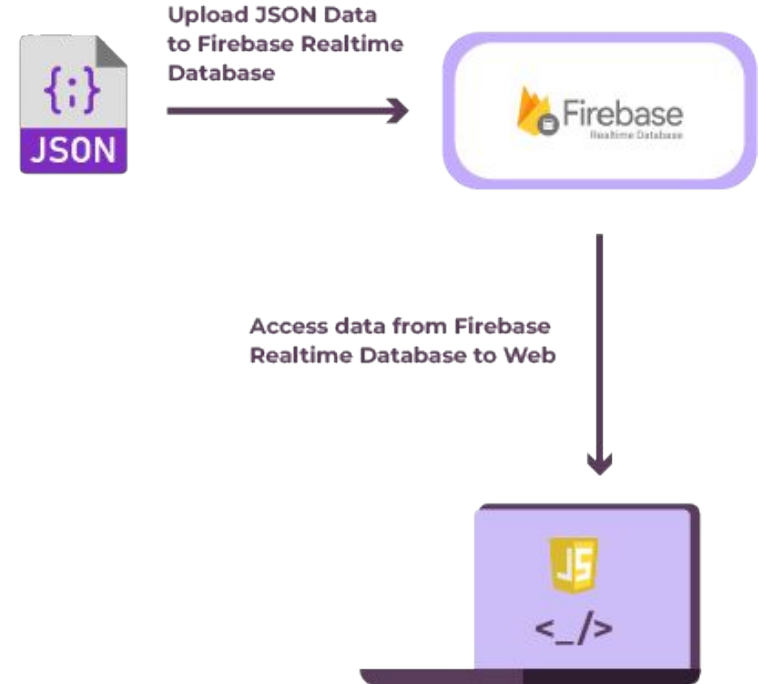 Upload JSON Data
to Firebase Realtime
Database
{;}
JSON
Firebase
Realtime Database
Access data from Firebase
Realtime Database to Web
JS
<_/>